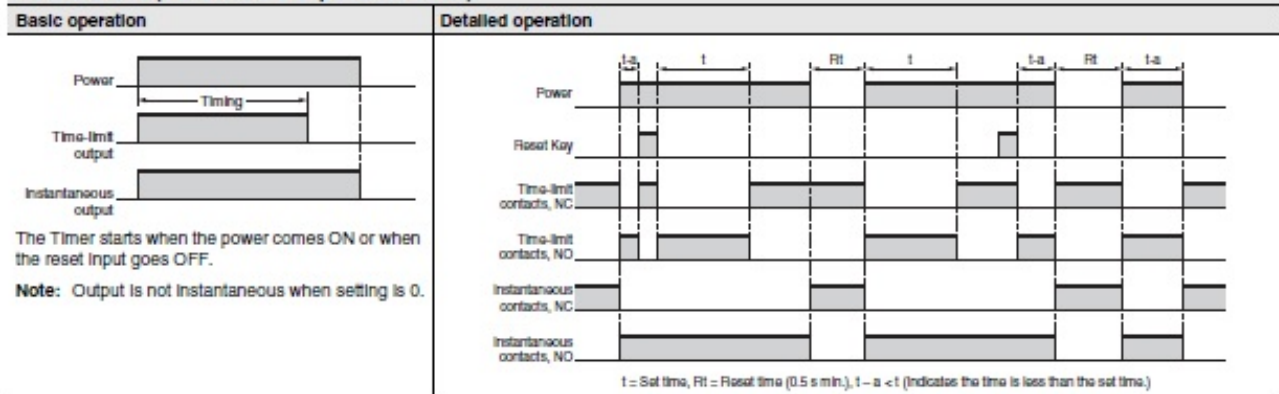 Basic operation
Detailed operation
Power
Timing
Time-limit
output
Instantaneous
output
The Timer starts when the power comes ON or when
the reset input goes OFF.
Note: Output is not instantaneous when setting is 0.
t-a
t
Rt
t
t-a
Rt
t-a
Power
Reset Key
Time-limit
contacts, NC
Time-limit
contacts, NO
Instantaneous
contacts, NC
Instantaneous
contacts, NO
t = Set time, Rt = Reset time (0.5 s min.), t – a < t (Indicates the time is less than the set time.)